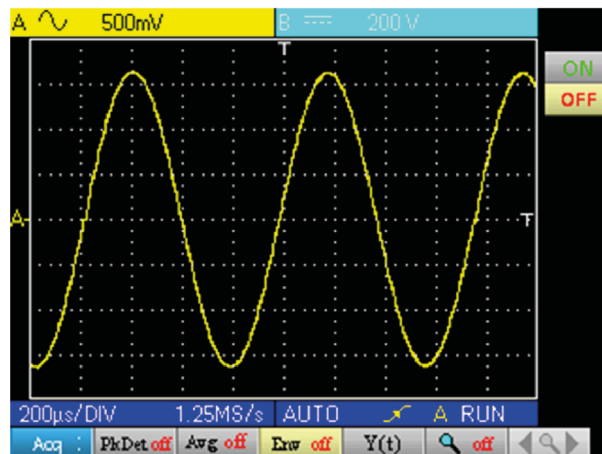 A 500mV B 200 V
T
ON
OFF
A T
200µs/DIV 1.25MS/s AUTO A RUN
Acq : PkDet off Avg off Env off Y(t) off